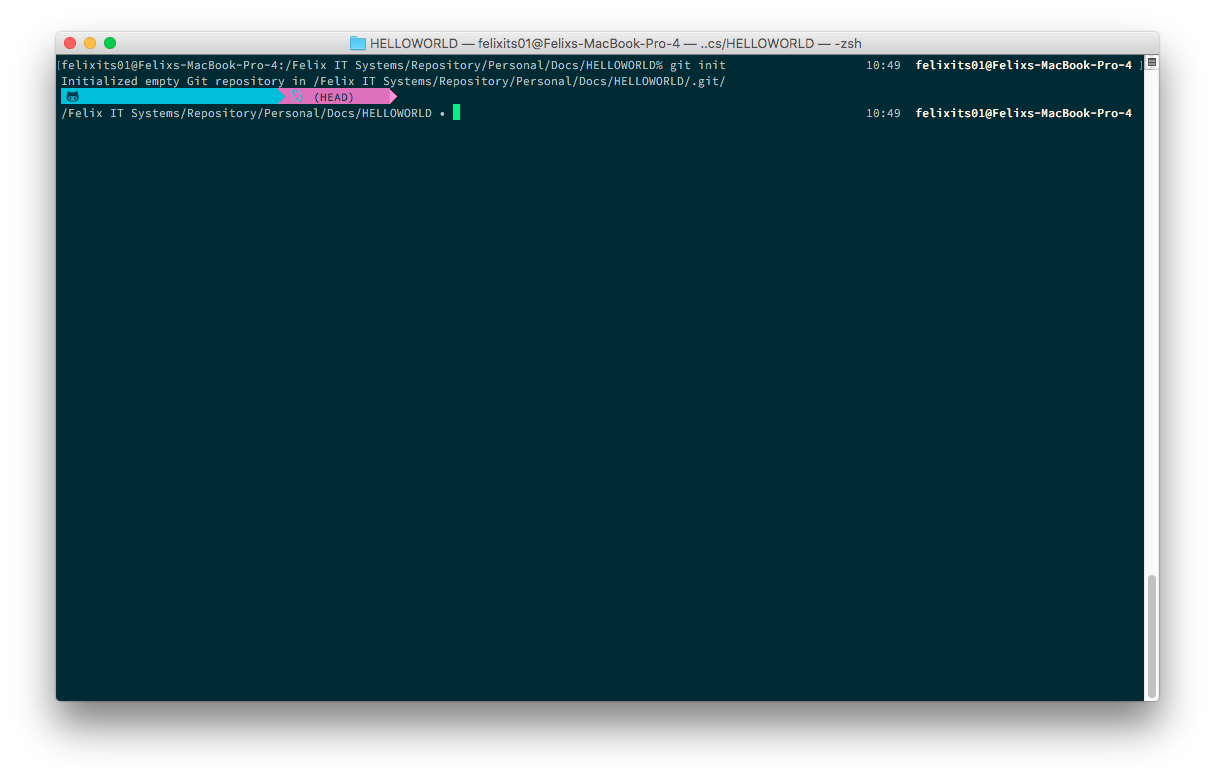 HELLOWORLD — felixits01@Felixs-MacBook-Pro-4 — ..cs/HELLOWORLD — -zsh
[felixits01@Felixs-MacBook-Pro-4:/Felix IT Systems/Repository/Personal/Docs/HELLOWORLD% git init 10:49 felixits01@Felixs-MacBook-Pro-4 ]
Initialized empty Git repository in /Felix IT Systems/Repository/Personal/Docs/HELLOWORLD/.git/
(HEAD)
/Felix IT Systems/Repository/Personal/Docs/HELLOWORLD • 10:49 felixits01@Felixs-MacBook-Pro-4